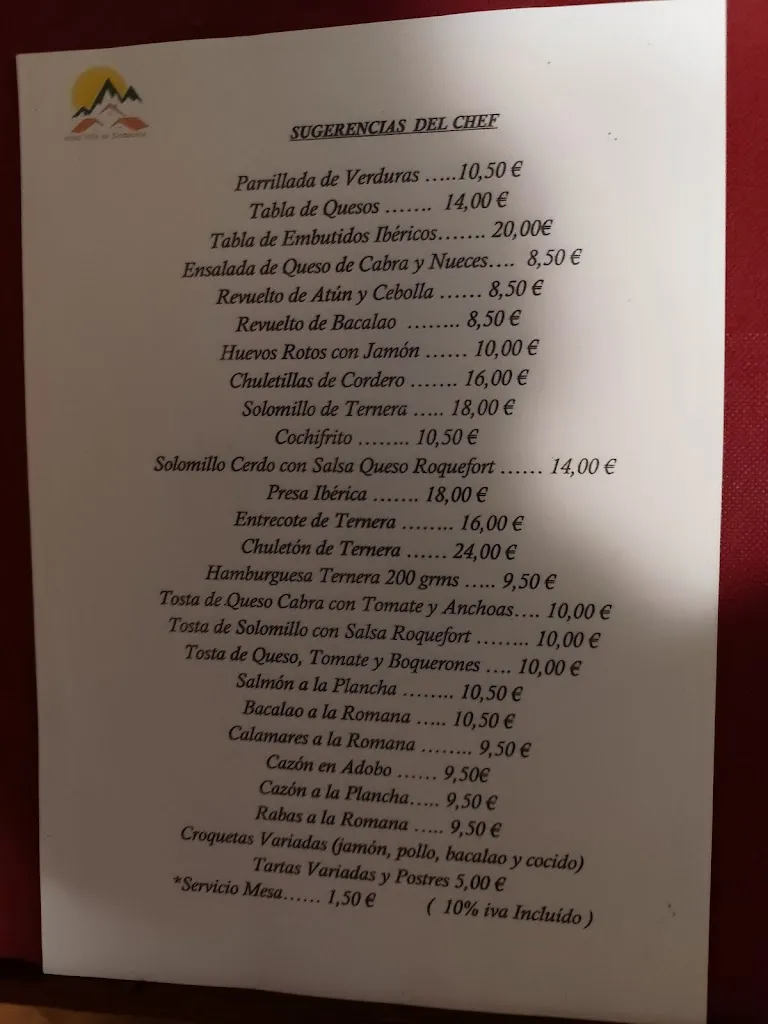 SUGERENCIAS DEL CHEF
Parrillada de Verduras …..10,50 €
Tabla de Quesos ……. 14,00 €
Tabla de Embutidos Ibéricos……. 20,00€
Ensalada de Queso de Cabra y Nueces…. 8,50 €
Revuelto de Atún y Cebolla …… 8,50 €
Revuelto de Bacalao …….. 8,50 €
Huevos Rotos con Jamón …… 10,00 €
Chuletillas de Cordero ……. 16,00 €
Solomillo de Ternera ….. 18,00 €
Cochifrito …….. 10,50 €
Solomillo Cerdo con Salsa Queso Roquefort …… 14,00 €
Presa Ibérica ……. 18,00 €
Entrecote de Ternera …….. 16,00 €
Chuletón de Ternera …… 24,00 €
Hamburguesa Ternera 200 grms ….. 9,50 €
Tosta de Queso Cabra con Tomate y Anchoas…. 10,00 €
Tosta de Solomillo con Salsa Roquefort …….. 10,00 €
Tosta de Queso, Tomate y Boquerones …. 10,00 €
Salmón a la Plancha …….. 10,50 €
Bacalao a la Romana ….. 10,50 €
Calamares a la Romana …….. 9,50 €
Cazón en Adobo …… 9,50€
Cazón a la Plancha….. 9,50 €
Rabas a la Romana ….. 9,50 €
Croquetas Variadas (jamón, pollo, bacalao y cocido)
Tartas Variadas y Postres 5,00 €
*Servicio Mesa…… 1,50 € ( 10% iva Incluído )